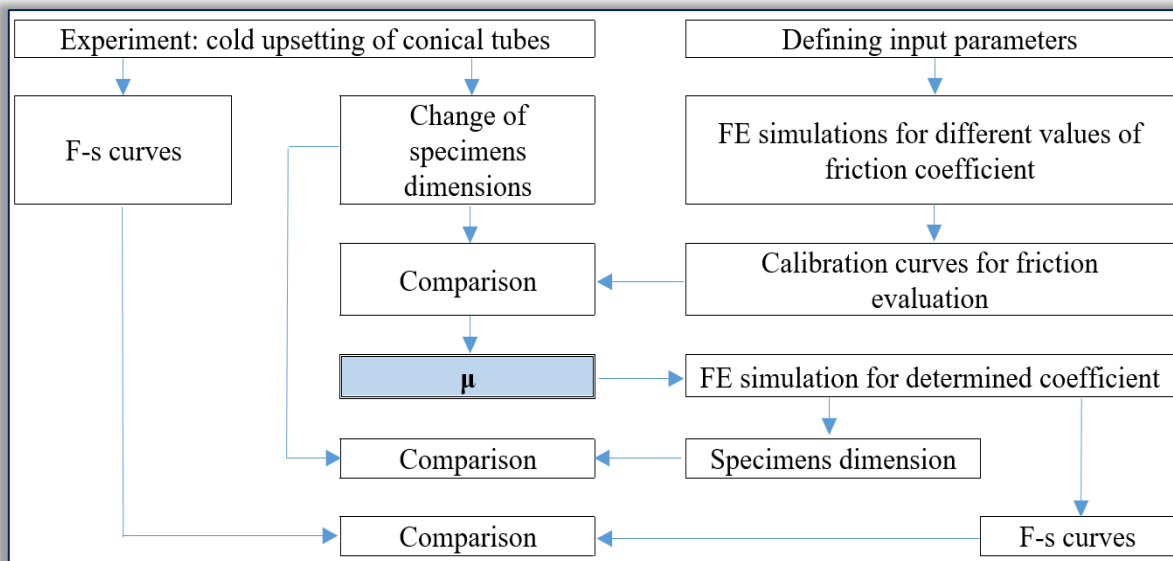 Experiment: cold upsetting of conical tubes
Defining input parameters
F-s curves
Change of
specimens
dimensions
FE simulations for different values of
friction coefficient
Comparison
Calibration curves for friction
evaluation
μ
FE simulation for determined coefficient
Comparison
Specimens dimension
Comparison
F-s curves